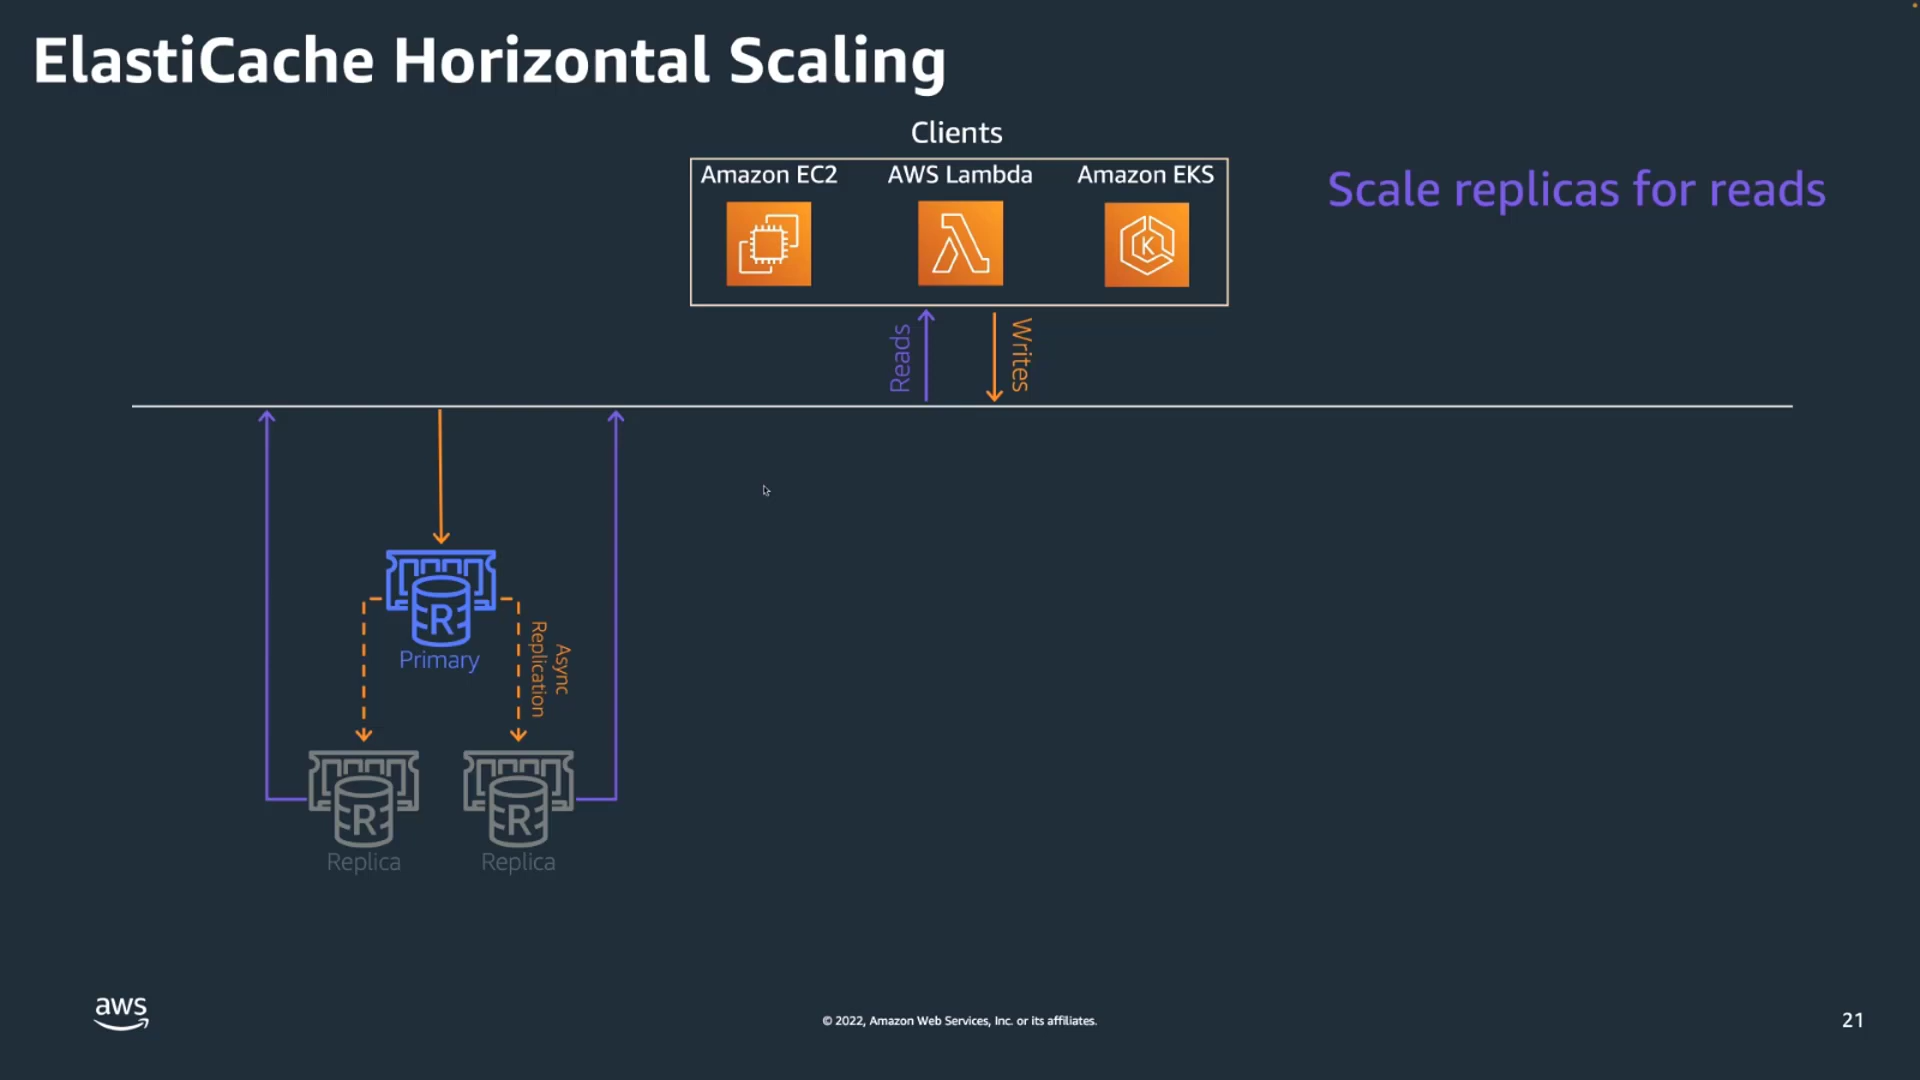 ElastiCache Horizontal Scaling
Clients
Amazon EC2
AWS Lambda
Amazon EKS
K
Scale replicas for reads
Reads
Writes
R
Primary
Async
Replication
R
R
Replica
Replica
aws
© 2022, Amazon Web Services, Inc. or its affiliates.
21